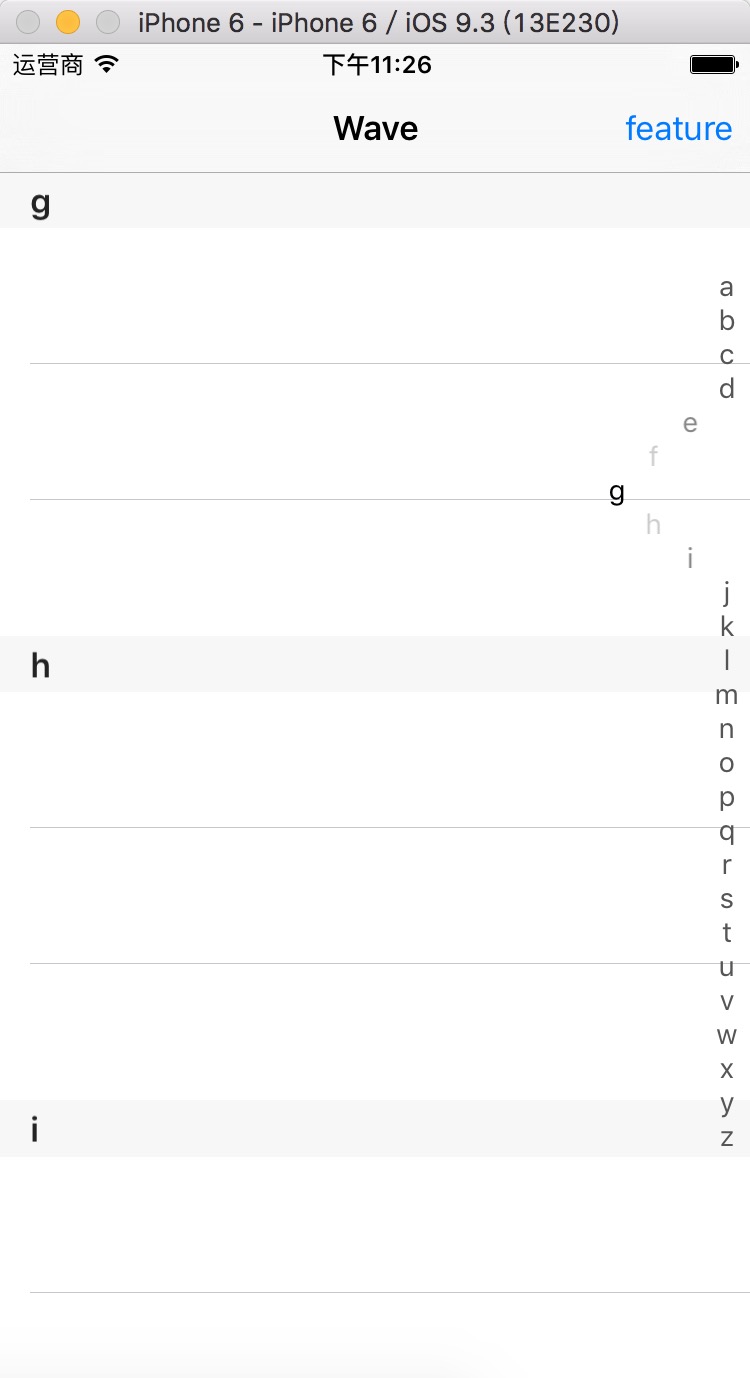 iPhone 6 - iPhone 6 / iOS 9.3 (13E230)
运营商 下午11:26
Wave feature
g
a
b
c
d
e
f
g
h
i
j
k
h
l
m
n
o
p
q
r
s
t
u
v
w
x
y
i
z